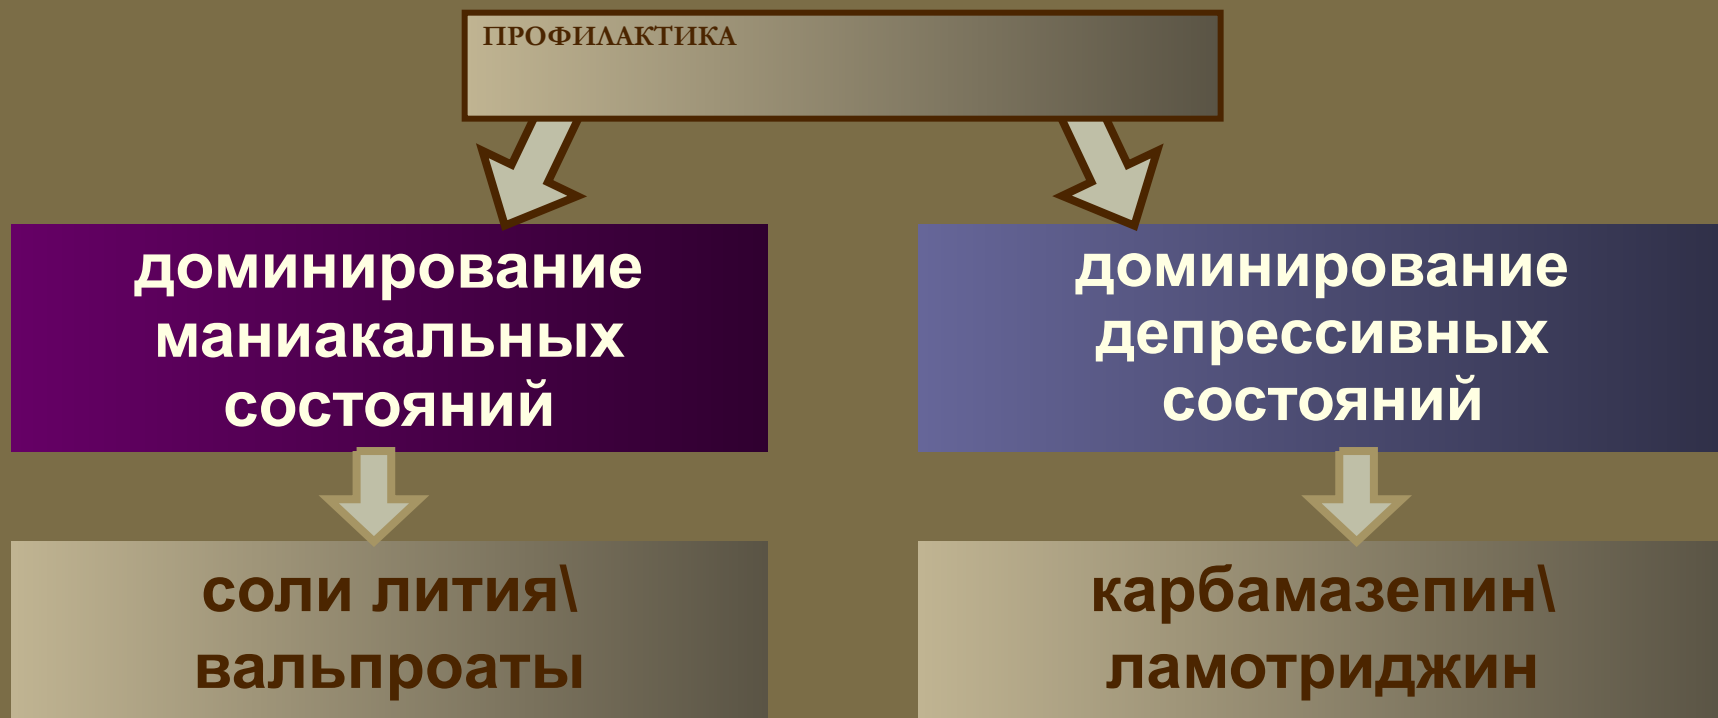 ПРОФИЛАКТИКА
доминирование
маниакальных
состояний
доминирование
депрессивных
состояний
соли лития\
вальпроаты
карбамазепин\
ламотриджин